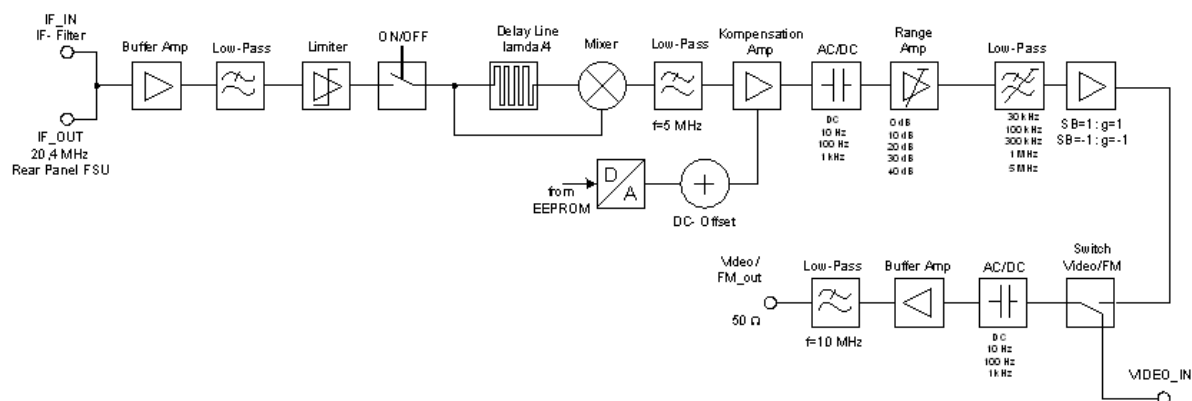 IF_IN
IF- Filter
Buffer Amp
Low-Pass
Limiter
ON/OFF
Delay Line
lamda/4
Mixer
Low-Pass
Kompensation
Amp
AC/DC
Range
Amp
Low-Pass
IF_OUT
20,4 MHz
Rear Panel FSU
f=5 MHz
DC
10 Hz
100 Hz
1 kHz
0 dB
10 dB
20 dB
30 dB
40 dB
30 kHz
100 kHz
300 kHz
1 MHz
5 MHz
SB=1 : g=1
SB=-1 : g=-1
from
EEPROM
D
A
DC- Offset
Video /
FM_out
50 Ω
Low-Pass
f=10 MHz
Buffer Amp
AC/DC
DC
10 Hz
100 Hz
1 kHz
Switch
Video/FM
VIDEO_IN